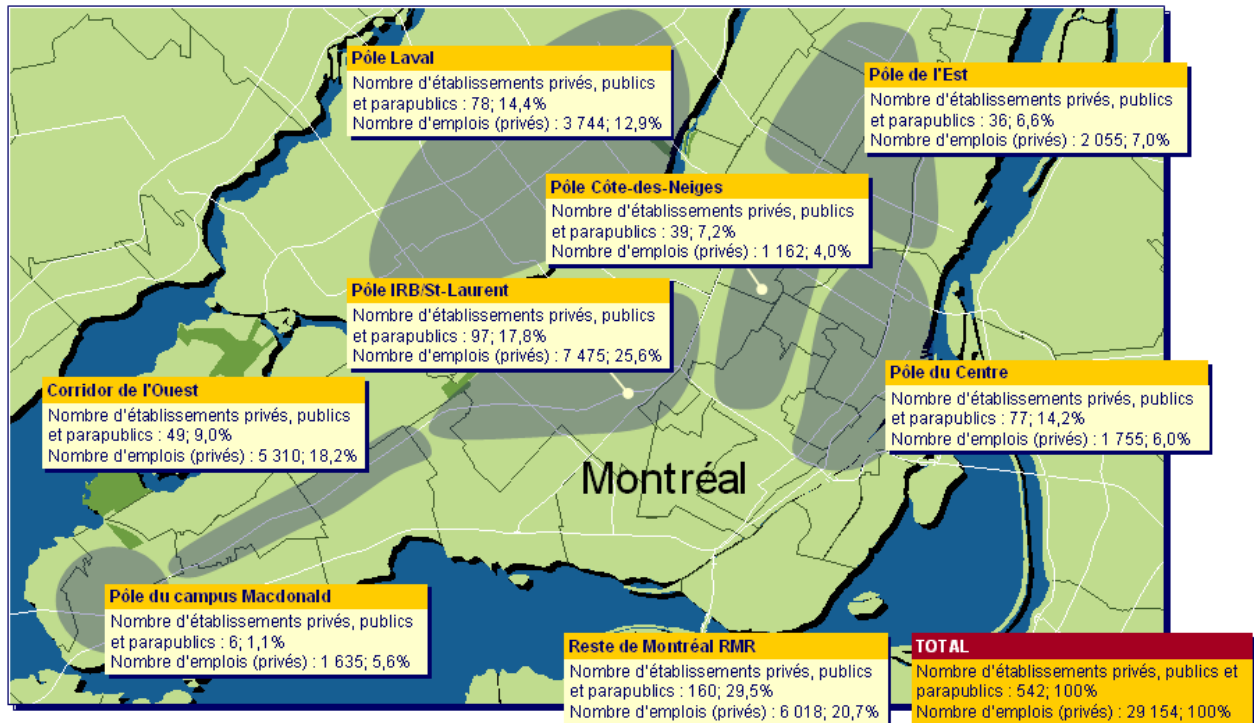 Pôle Laval
Nombre d'établissements privés, publics
et parapublics : 78; 14,4%
Nombre d'emplois (privés) : 3 744; 12,9%
Pôle de l'Est
Nombre d'établissements privés, publics
et parapublics : 36; 6,6%
Nombre d'emplois (privés) : 2 055; 7,0%
Pôle Côte-des-Neiges
Nombre d'établissements privés, publics
et parapublics : 39; 7,2%
Nombre d'emplois (privés) : 1 162; 4,0%
Pôle IRB/St-Laurent
Nombre d'établissements privés, publics
et parapublics : 97; 17,8%
Nombre d'emplois (privés) : 7 475; 25,6%
Corridor de l'Ouest
Nombre d'établissements privés, publics
et parapublics : 49; 9,0%
Nombre d'emplois (privés) : 5 310; 18,2%
Pôle du Centre
Nombre d'établissements privés, publics
et parapublics : 77; 14,2%
Nombre d'emplois (privés) : 1 755; 6,0%
Montréal
Pôle du campus Macdonald
Nombre d'établissements privés, publics
et parapublics : 6; 1,1%
Nombre d'emplois (privés) : 1 635; 5,6%
Reste de Montréal RMR
Nombre d'établissements privés, publics
et parapublics : 160; 29,5%
Nombre d'emplois (privés) : 6 018; 20,7%
TOTAL
Nombre d'établissements privés, publics et
parapublics : 542; 100%
Nombre d'emplois (privés) : 29 154; 100%